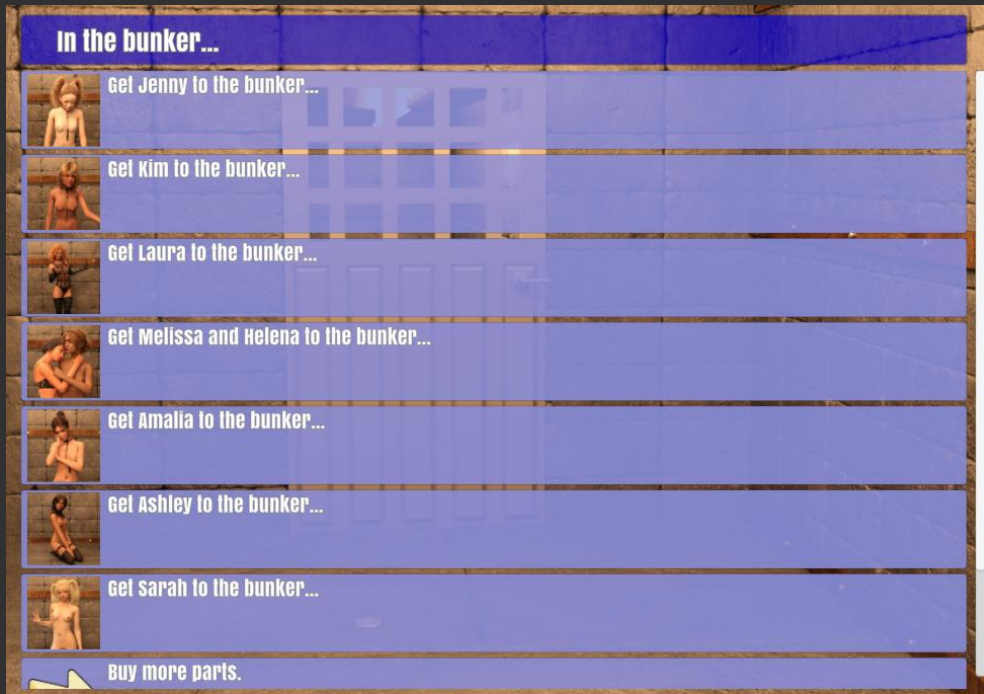 In the bunker...
Get Jenny to the bunker...
Get Kim to the bunker...
Get Laura to the bunker...
Get Melissa and Helena to the bunker...
Get Amalia to the bunker...
Get Ashley to the bunker...
Get Sarah to the bunker...
Buy more parts.